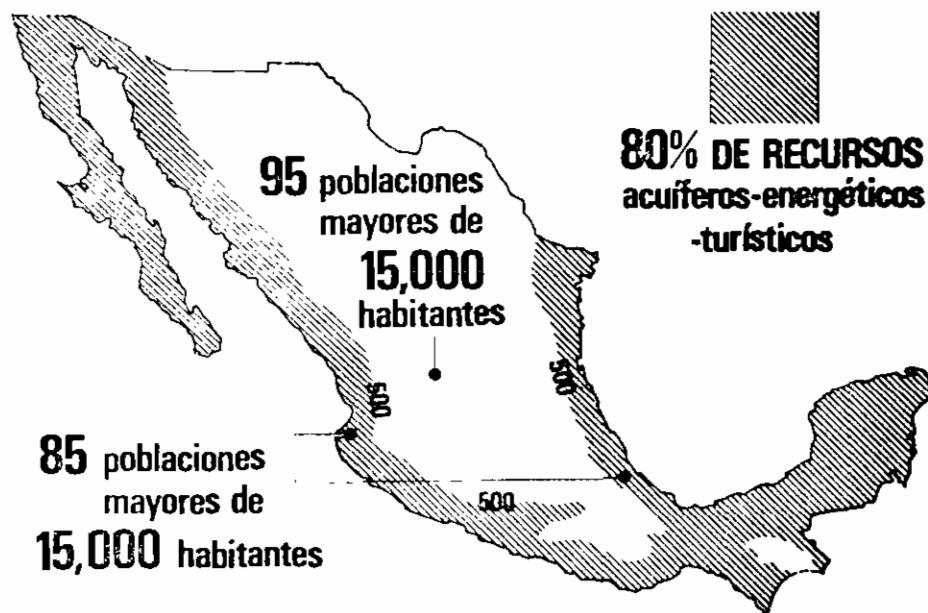 80% DE RECURSOS
acuíferos-energéticos
-turísticos
95 poblaciones
mayores de
15,000
habitantes
500
500
85 poblaciones
mayores de
15,000 habitantes
500